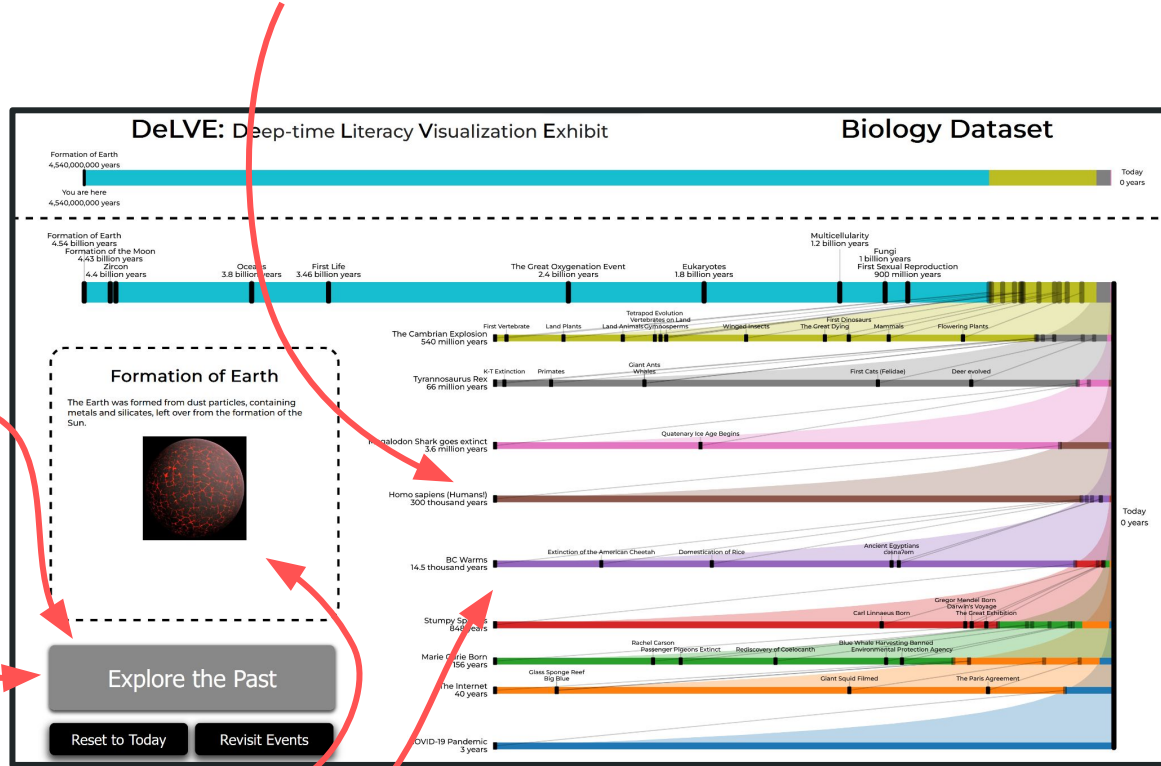 DeLVE: Deep-time Literacy Visualization Exhibit
Biology Dataset
Formation of Earth
4,540,000,000 years
You are here
4,540,000,000 years
Today
0 years
Formation of Earth
4.54 billion years
Formation of the Moon
4.43 billion years
Zircon
4.4 billion years
Oceans
3.8 billion years
First Life
3.46 billion years
The Great Oxygenation Event
2.4 billion years
Eukaryotes
1.8 billion years
Multicellularity
1.2 billion years
Fungi
1 billion years
First Sexual Reproduction
900 million years
The Cambrian Explosion
540 million years
First Vertebrate
Land Plants
Land Animals
Tetrapod Evolution
Vertebrates on Land
Gymnosperms
Winged Insects
The Great Dying
First Dinosaurs
Mammals
Flowering Plants
Tyrannosaurus Rex
66 million years
K-T Extinction
Primates
Giant Ants
Whales
First Cats (Felidae)
Deer evolved
Megalodon Shark goes extinct
3.6 million years
Quatenary Ice Age Begins
Homo sapiens (Humans!)
300 thousand years
Today
0 years
BC Warms
14.5 thousand years
Extinction of the American Cheetah
Domestication of Rice
Ancient Egyptians
c̓əsnaʔəm
Stumpy
848 years
Carl Linnaeus Born
Gregor Mendel Born
Darwin's Voyage
The Great Exhibition
Marie Curie Born
156 years
Rachel Carson
Passenger Pigeons Extinct
Rediscovery of Coelocanth
Blue Whale Harvesting Banned
Environmental Protection Agency
The Internet
40 years
Glass Sponge Reef
Big Blue
Giant Squid Filmed
The Paris Agreement
COVID-19 Pandemic
3 years
Formation of Earth
The Earth was formed from dust particles, containing
metals and silicates, left over from the formation of the
Sun.
Explore the Past
Reset to Today
Revisit Events